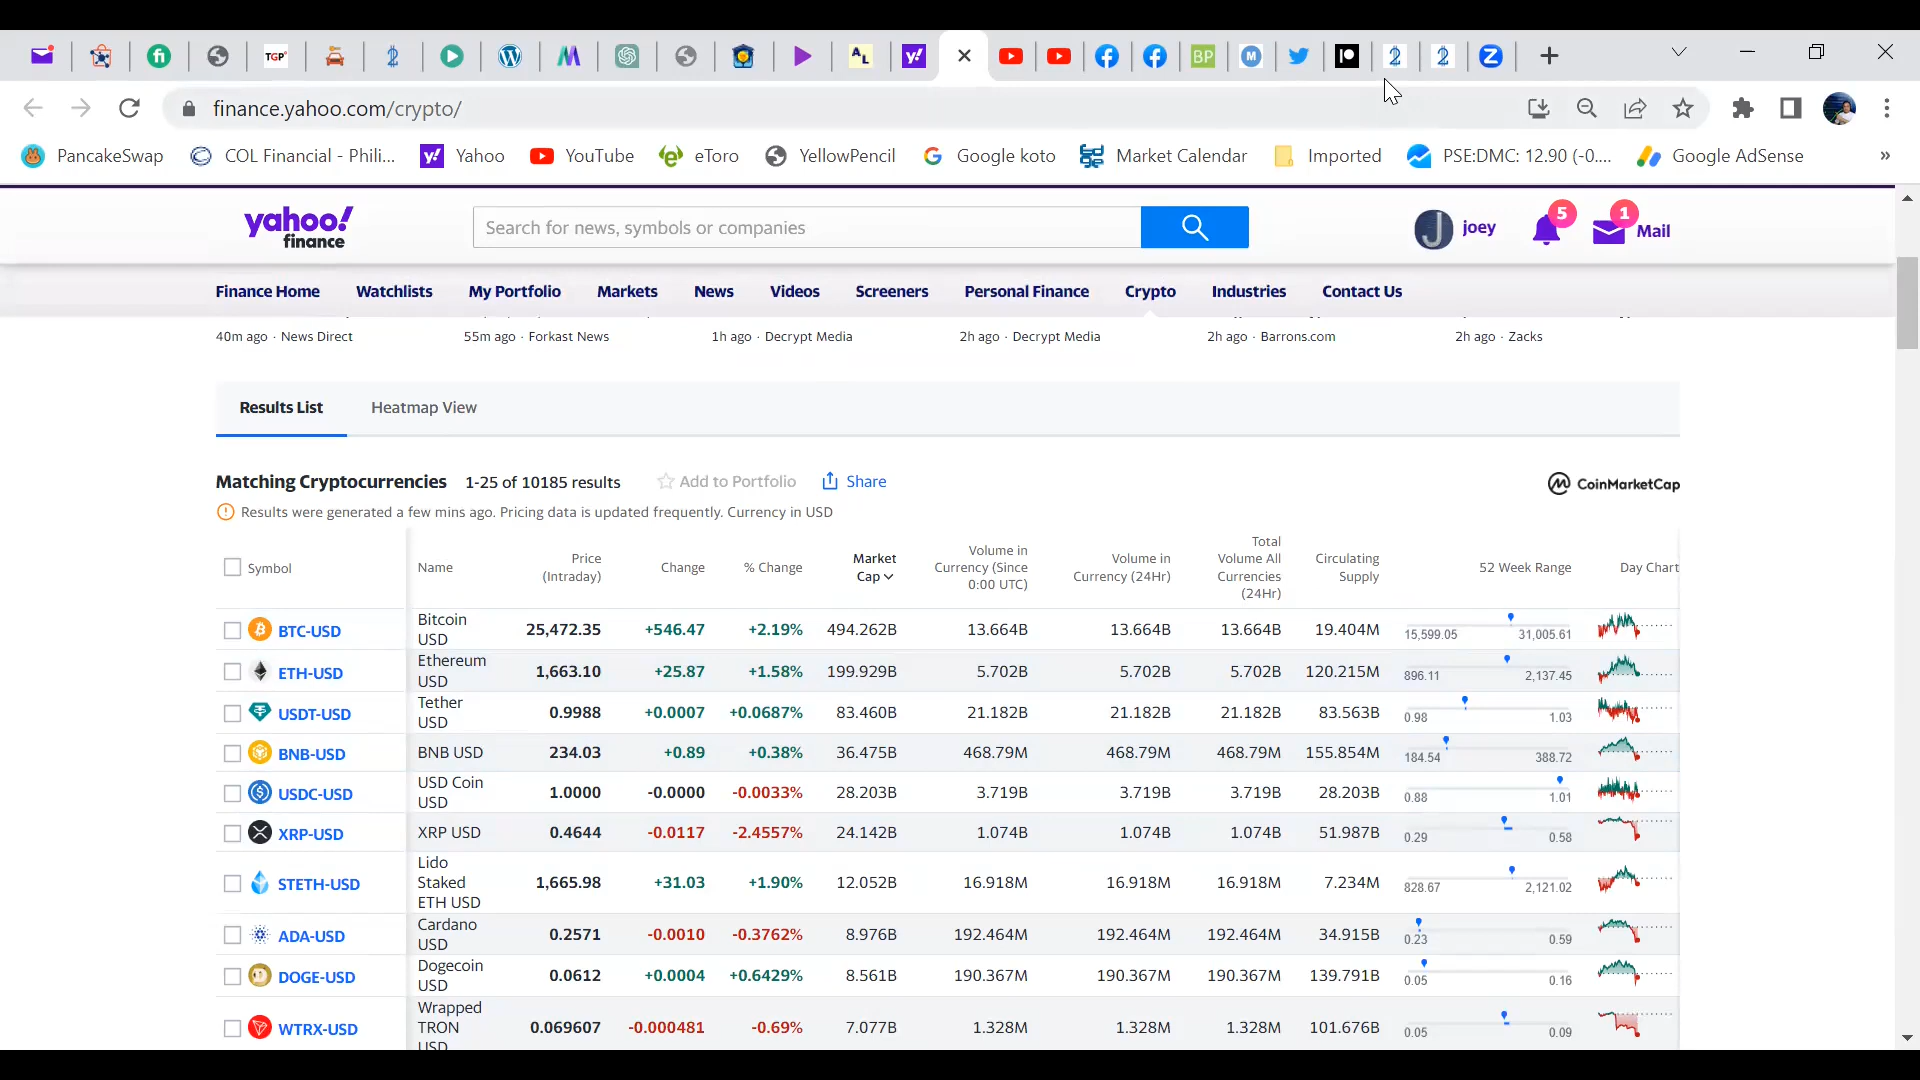 TGP
AL
y!
BP
M
Z
finance.yahoo.com/crypto/
PancakeSwap
COL Financial - Phili...
y! Yahoo
YouTube
eToro
YellowPencil
Google koto
Market Calendar
Imported
PSE:DMC: 12.90 (-0....
Google AdSense
»
yahoo!
finance
Search for news, symbols or companies
J joey
5
1 Mail
Finance Home Watchlists My Portfolio Markets News Videos Screeners Personal Finance Crypto Industries Contact Us
40m ago · News Direct
55m ago · Forkast News
1h ago · Decrypt Media
2h ago · Decrypt Media
2h ago · Barrons.com
2h ago · Zacks
Results List Heatmap View
Matching Cryptocurrencies 1-25 of 10185 results Add to Portfolio Share
CoinMarketCap
Results were generated a few mins ago. Pricing data is updated frequently. Currency in USD
Symbol
Name
Price
(Intraday)
Change
% Change
Market
Cap
Volume in
Currency (Since
0:00 UTC)
Volume in
Currency (24Hr)
Total
Volume All
Currencies
(24Hr)
Circulating
Supply
52 Week Range
Day Chart
BTC-USD Bitcoin USD 25,472.35 +546.47 +2.19% 494.262B 13.664B 13.664B 13.664B 19.404M 15,599.05 31,005.61
ETH-USD Ethereum USD 1,663.10 +25.87 +1.58% 199.929B 5.702B 5.702B 5.702B 120.215M 896.11 2,137.45
USDT-USD Tether USD 0.9988 +0.0007 +0.0687% 83.460B 21.182B 21.182B 21.182B 83.563B 0.98 1.03
BNB-USD BNB USD 234.03 +0.89 +0.38% 36.475B 468.79M 468.79M 468.79M 155.854M 184.54 388.72
USDC-USD USD Coin USD 1.0000 -0.0000 -0.0033% 28.203B 3.719B 3.719B 3.719B 28.203B 0.88 1.01
XRP-USD XRP USD 0.4644 -0.0117 -2.4557% 24.142B 1.074B 1.074B 1.074B 51.987B 0.29 0.58
STETH-USD Lido Staked ETH USD 1,665.98 +31.03 +1.90% 12.052B 16.918M 16.918M 16.918M 7.234M 828.67 2,121.02
ADA-USD Cardano USD 0.2571 -0.0010 -0.3762% 8.976B 192.464M 192.464M 192.464M 34.915B 0.23 0.59
DOGE-USD Dogecoin USD 0.0612 +0.0004 +0.6429% 8.561B 190.367M 190.367M 190.367M 139.791B 0.05 0.16
WTRX-USD Wrapped TRON USD 0.069607 -0.000481 -0.69% 7.077B 1.328M 1.328M 1.328M 101.676B 0.05 0.09